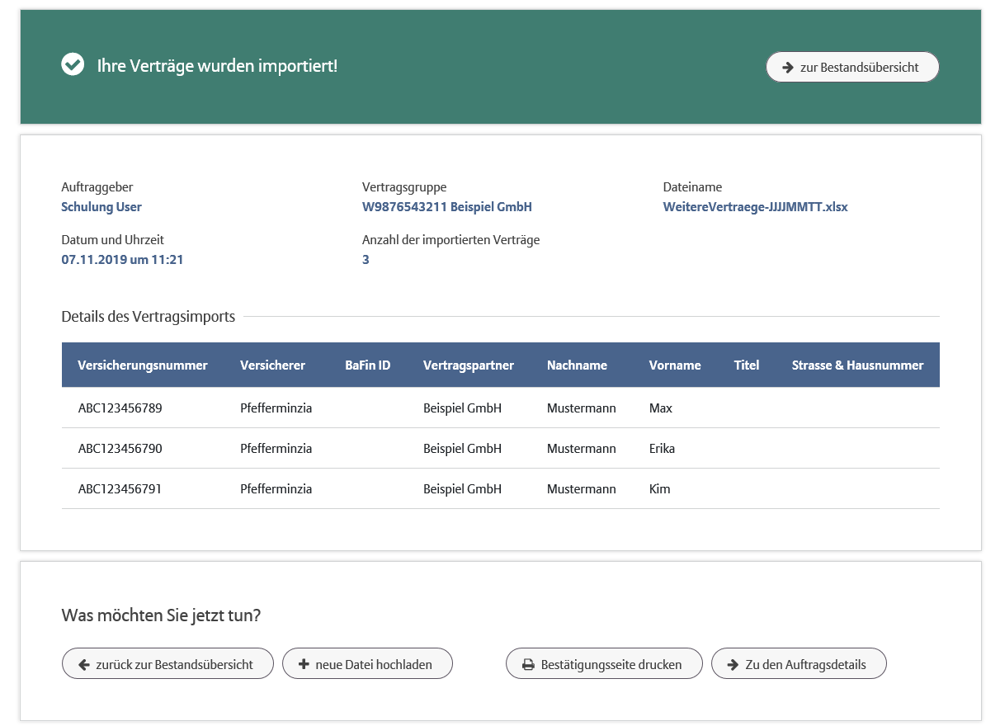 Ihre Verträge wurden importiert!
zur Bestandsübersicht
Auftraggeber Vertragsgruppe Dateiname
Schulung User W9876543211 Beispiel GmbH WeitereVertraege-JJJJMMTT.xlsx
Datum und Uhrzeit Anzahl der importierten Verträge
07.11.2019 um 11:21 3
Details des Vertragsimports
Versicherungsnummer Versicherer BaFin ID Vertragspartner Nachname Vorname Titel Strasse & Hausnummer
ABC123456789 Pfefferminzia Beispiel GmbH Mustermann Max
ABC123456790 Pfefferminzia Beispiel GmbH Mustermann Erika
ABC123456791 Pfefferminzia Beispiel GmbH Mustermann Kim
Was möchten Sie jetzt tun?
zurück zur Bestandsübersicht neue Datei hochladen Bestätigungsseite drucken Zu den Auftragsdetails